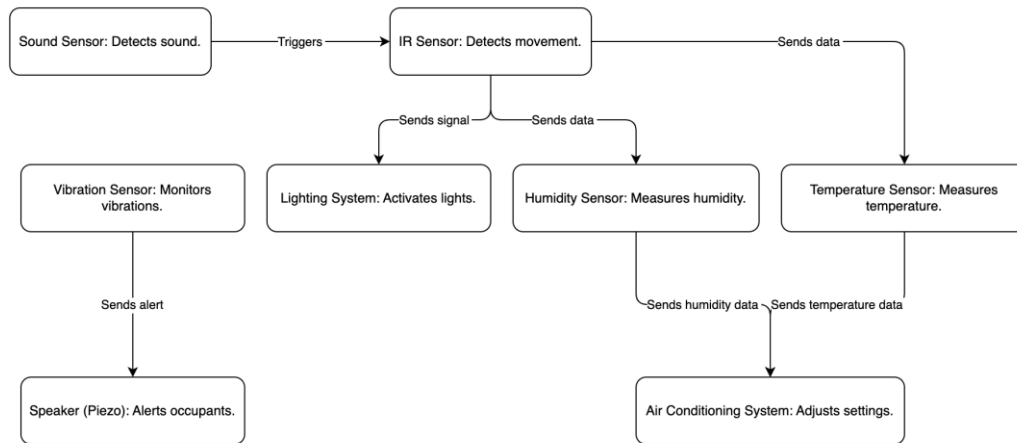 Sound Sensor: Detects sound.
Triggers
IR Sensor: Detects movement.
Sends data
Sends signal
Sends data
Vibration Sensor: Monitors
vibrations.
Lighting System: Activates lights.
Humidity Sensor: Measures humidity.
Temperature Sensor: Measures
temperature.
Sends alert
Sends humidity data
Sends temperature data
Speaker (Piezo): Alerts occupants.
Air Conditioning System: Adjusts settings.